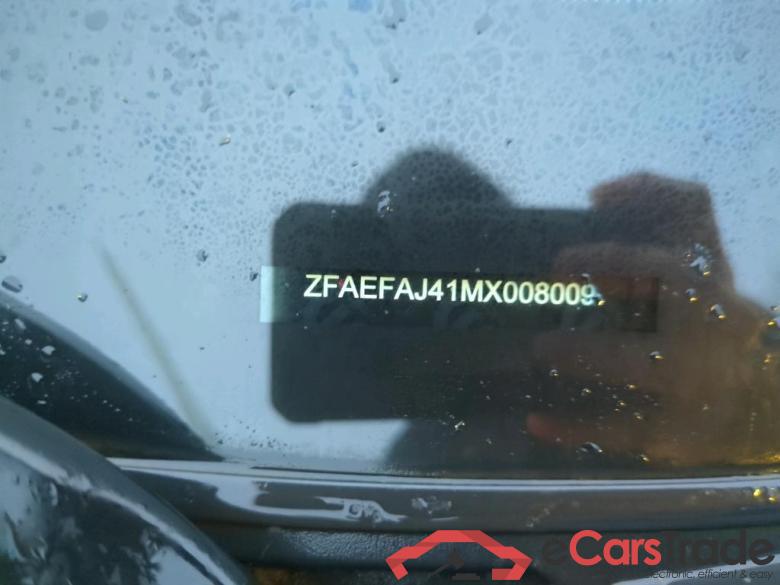 ZFAEFAJ41MX008009
eCarsTrade
electronic, efficient & easy